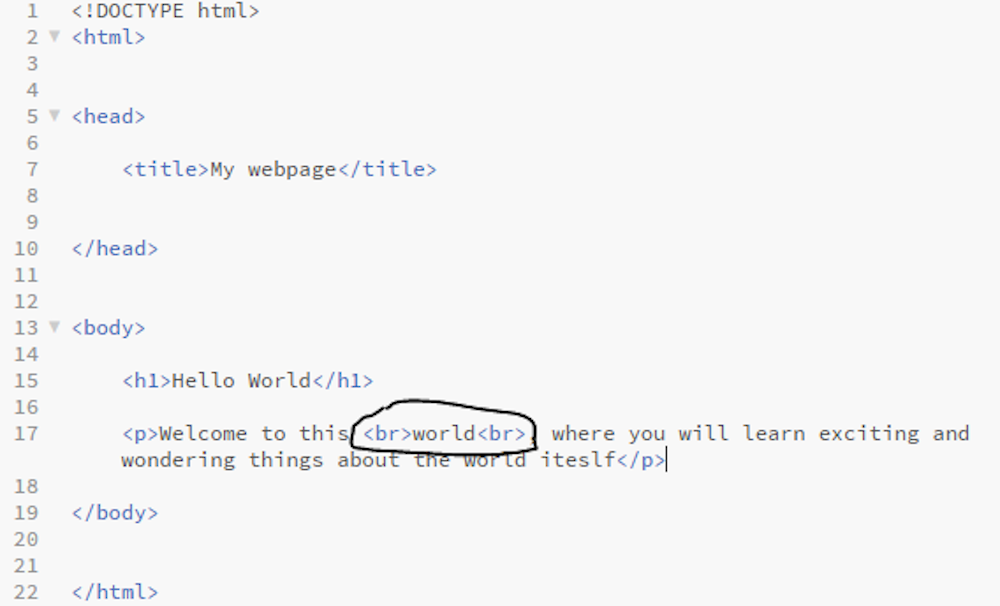 1 <!DOCTYPE html>
2 <html>
3
4
5 <head>
6
7 <title>My webpage</title>
8
9
10 </head>
11
12
13 <body>
14
15 <h1>Hello World</h1>
16
17 <p>Welcome to this <br>world<br>, where you will learn exciting and
wondering things about the world iteslf</p>
18
19 </body>
20
21
22 </html>